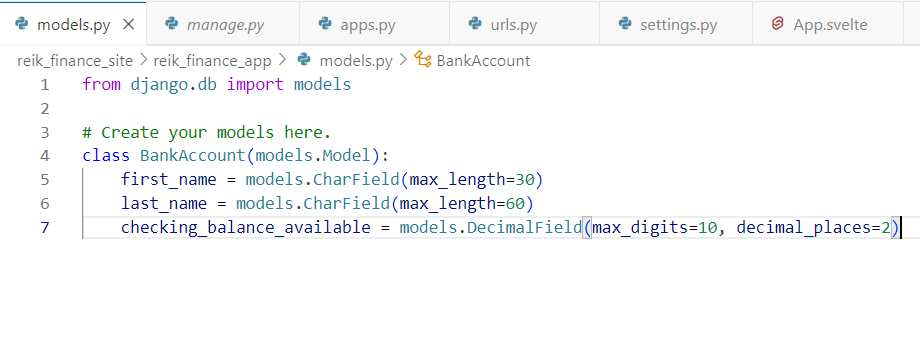 models.py manage.py apps.py urls.py settings.py App.svelte
reik_finance_site > reik_finance_app > models.py > BankAccount
1 from django.db import models
2
3 # Create your models here.
4 class BankAccount(models.Model):
5     first_name = models.CharField(max_length=30)
6     last_name = models.CharField(max_length=60)
7     checking_balance_available = models.DecimalField(max_digits=10, decimal_places=2)